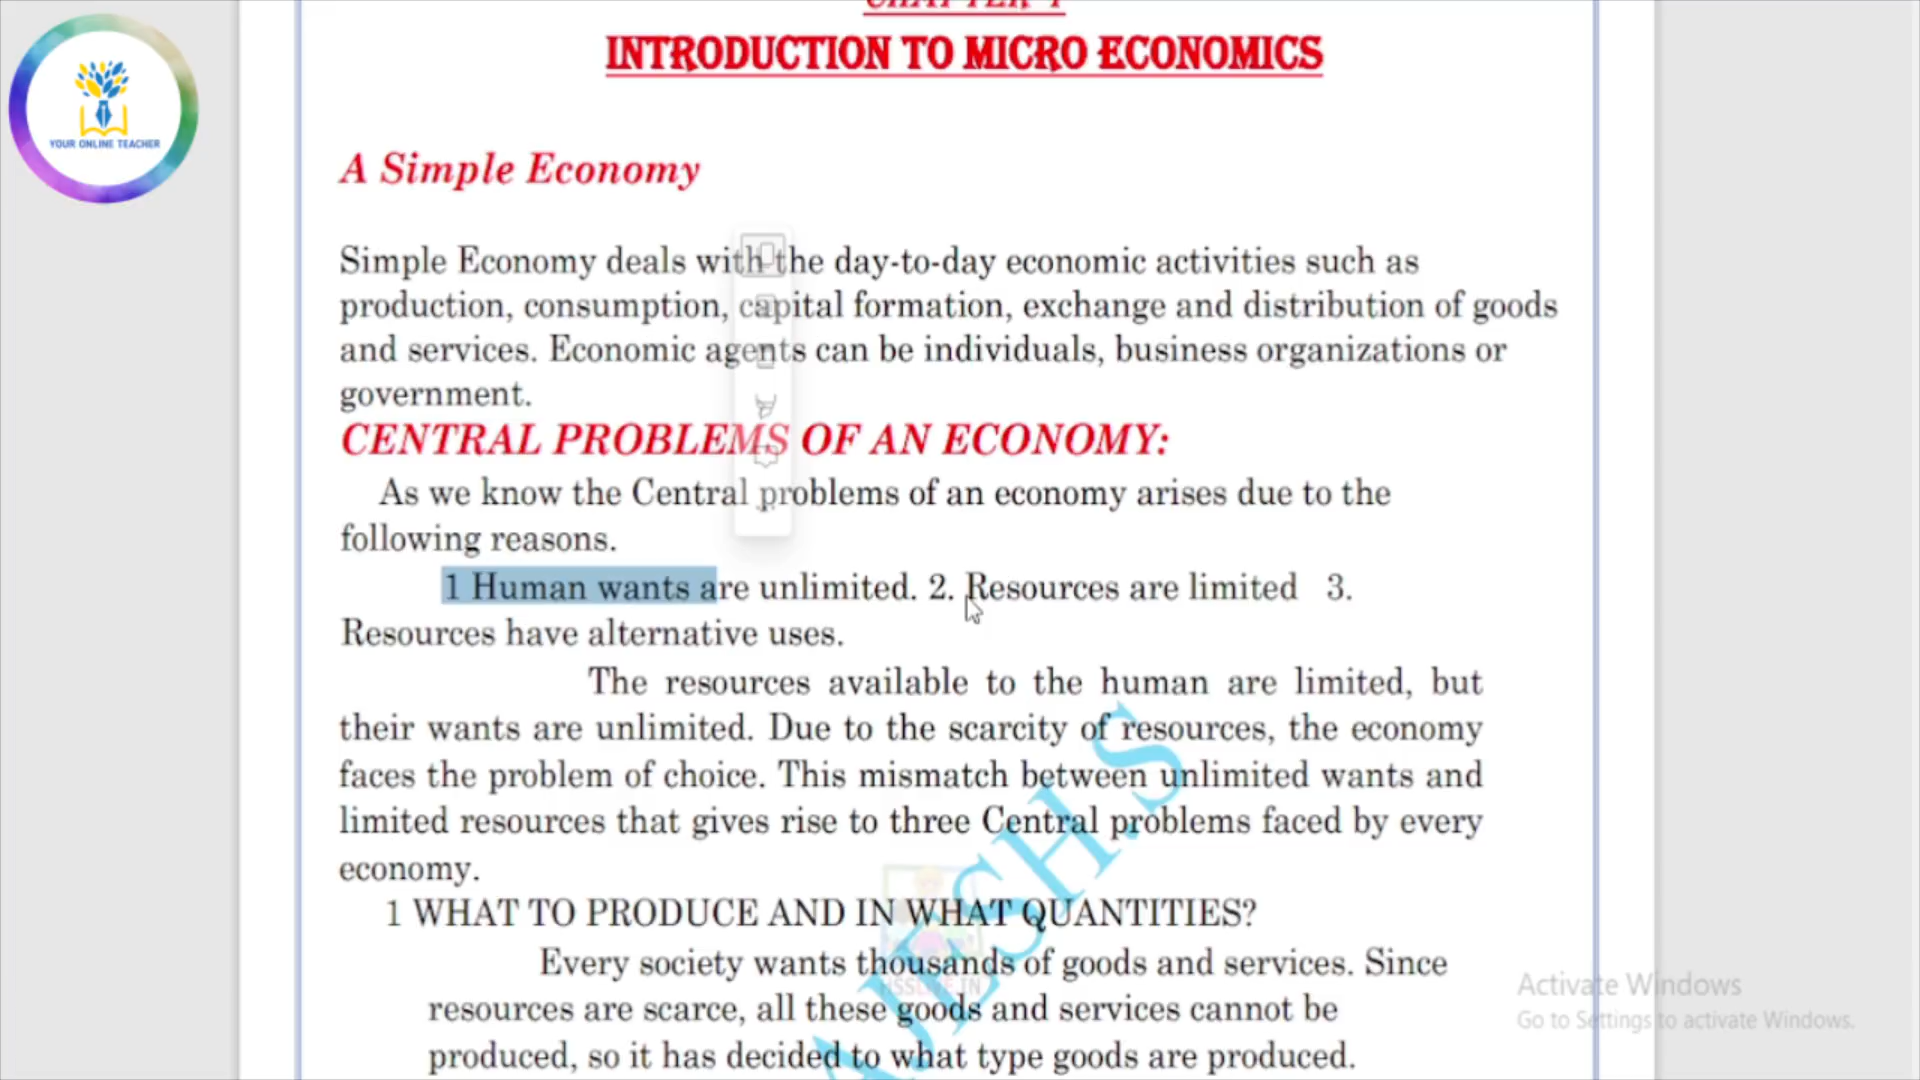 CHAPTER-1
INTRODUCTION TO MICRO ECONOMICS
YOUR ONLINE TEACHER
A Simple Economy
Simple Economy deals with the day-to-day economic activities such as
production, consumption, capital formation, exchange and distribution of goods
and services. Economic agents can be individuals, business organizations or
government.
CENTRAL PROBLEMS OF AN ECONOMY:
As we know the Central problems of an economy arises due to the
following reasons.
1 Human wants are unlimited. 2. Resources are limited 3.
Resources have alternative uses.
The resources available to the human are limited, but
their wants are unlimited. Due to the scarcity of resources, the economy
faces the problem of choice. This mismatch between unlimited wants and
limited resources that gives rise to three Central problems faced by every
economy.
1 WHAT TO PRODUCE AND IN WHAT QUANTITIES?
Every society wants thousands of goods and services. Since
resources are scarce, all these goods and services cannot be
produced, so it has decided to what type goods are produced.
AJESH.S
HSSLIVE.IN
Activate Windows
Go to Settings to activate Windows.